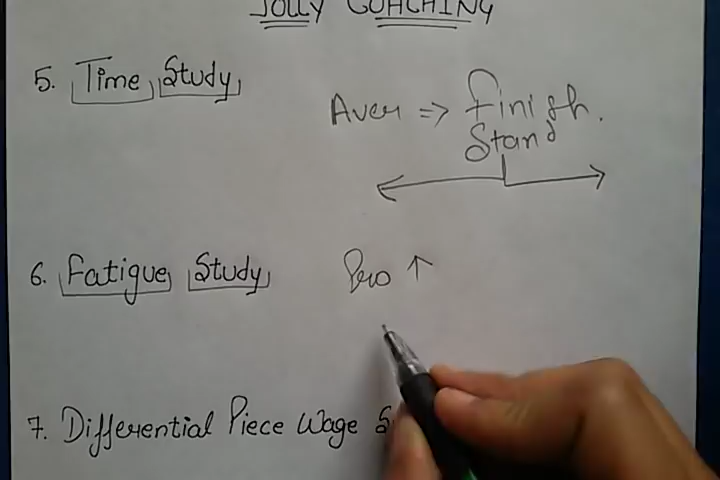 JOLLY COACHING
5. Time Study
Aver => Finish.
Stand
6. Fatigue Study
Pro ↑
7. Differential Piece Wage S